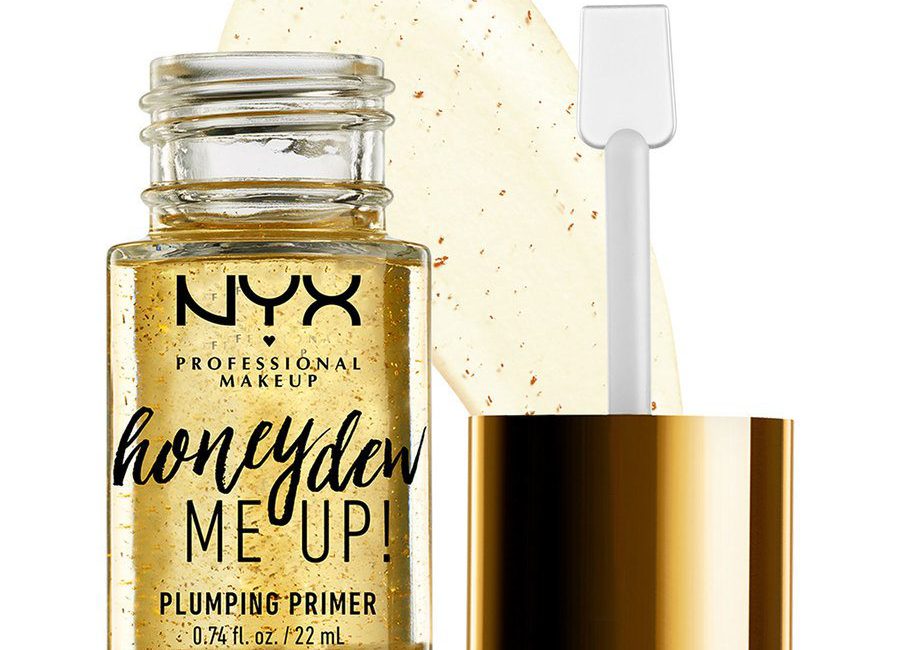 NYX
PROFESSIONAL
MAKEUP
honeydew
ME UP!
PLUMPING PRIMER
0.74 fl. oz. / 22 mL